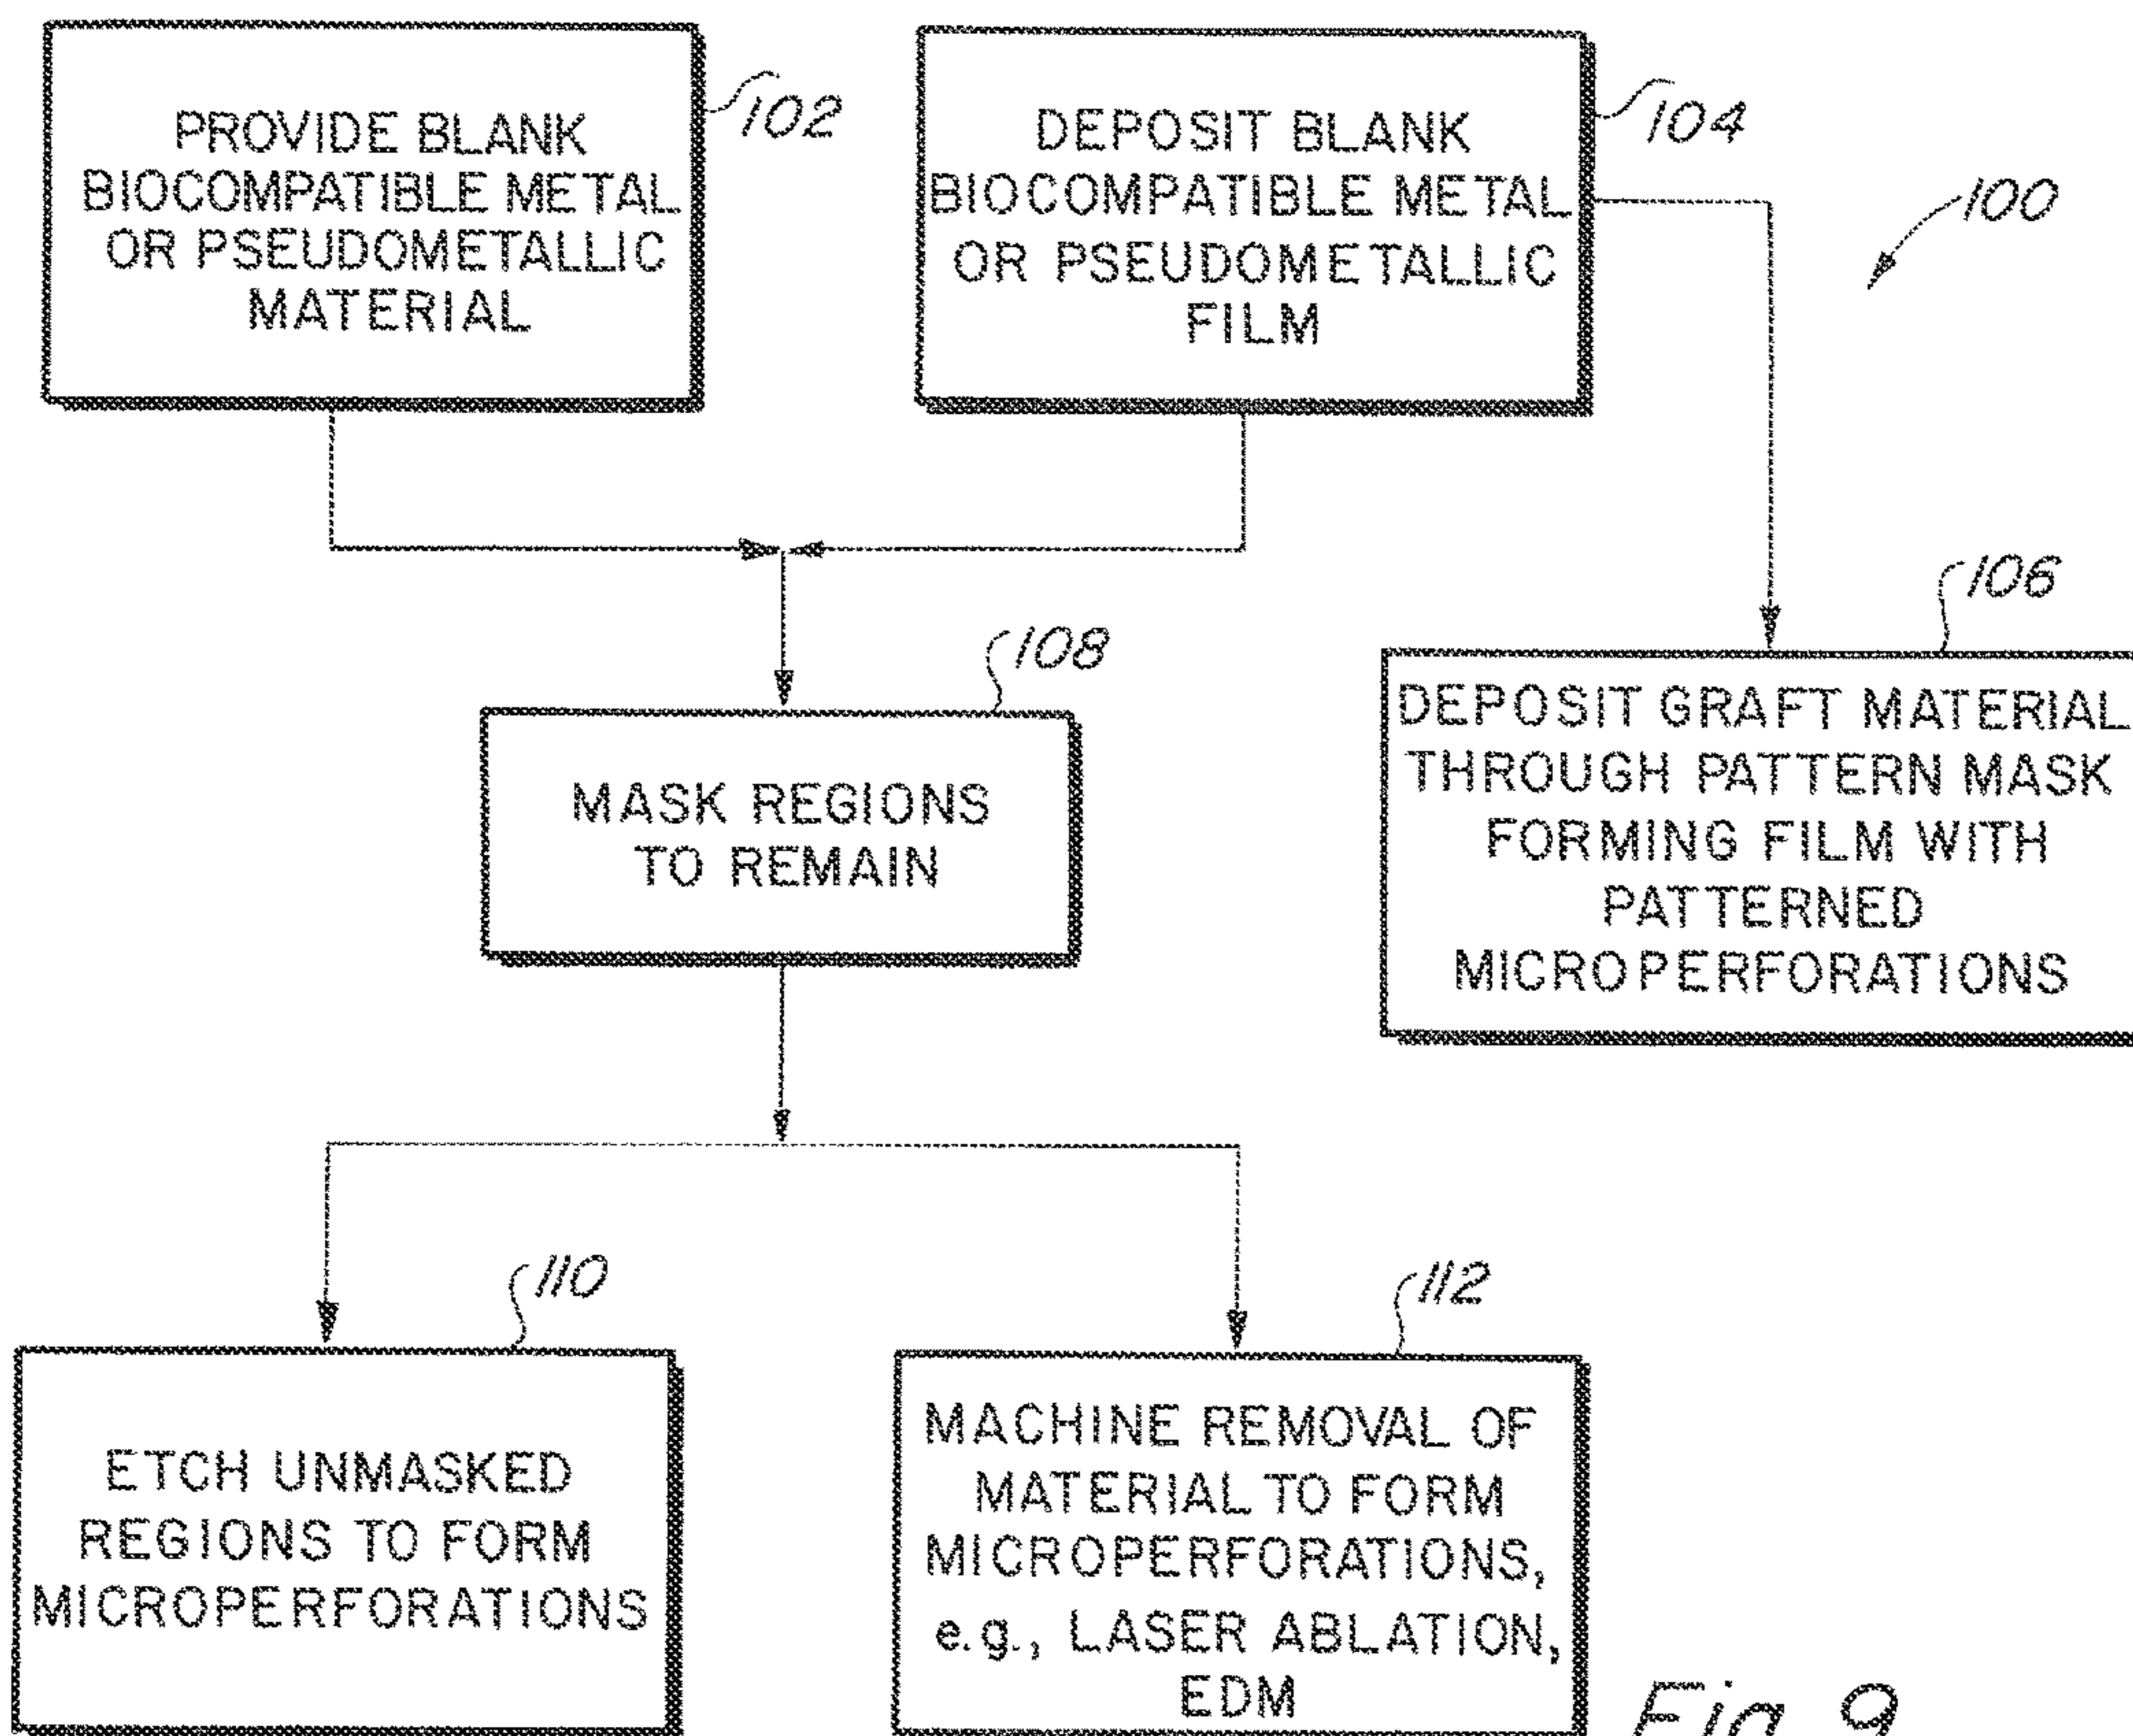 PROVIDE BLANK
BIOCOMPATIBLE METAL
OR PSEUDOMETALLIC
MATERIAL
102
DEPOSIT BLANK
BIOCOMPATIBLE METAL
OR PSEUDOMETALLIC
FILM
104
100
108
MASK REGIONS
TO REMAIN
106
DEPOSIT GRAFT MATERIAL
THROUGH PATTERN MASK
FORMING FILM WITH
PATTERNED
MICROPERFORATIONS
110
ETCH UNMASKED
REGIONS TO FORM
MICROPERFORATIONS
112
MACHINE REMOVAL OF
MATERIAL TO FORM
MICROPERFORATIONS,
e.g., LASER ABLATION,
EDM
Fig. 9